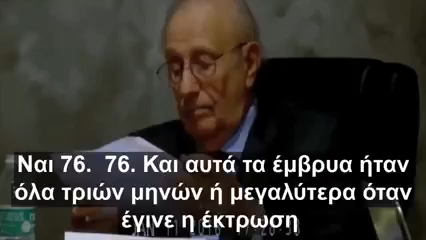 Ναι 76. 76. Και αυτά τα έμβρυα ήταν
όλα τριών μηνών ή μεγαλύτερα όταν
έγινε η έκτρωση